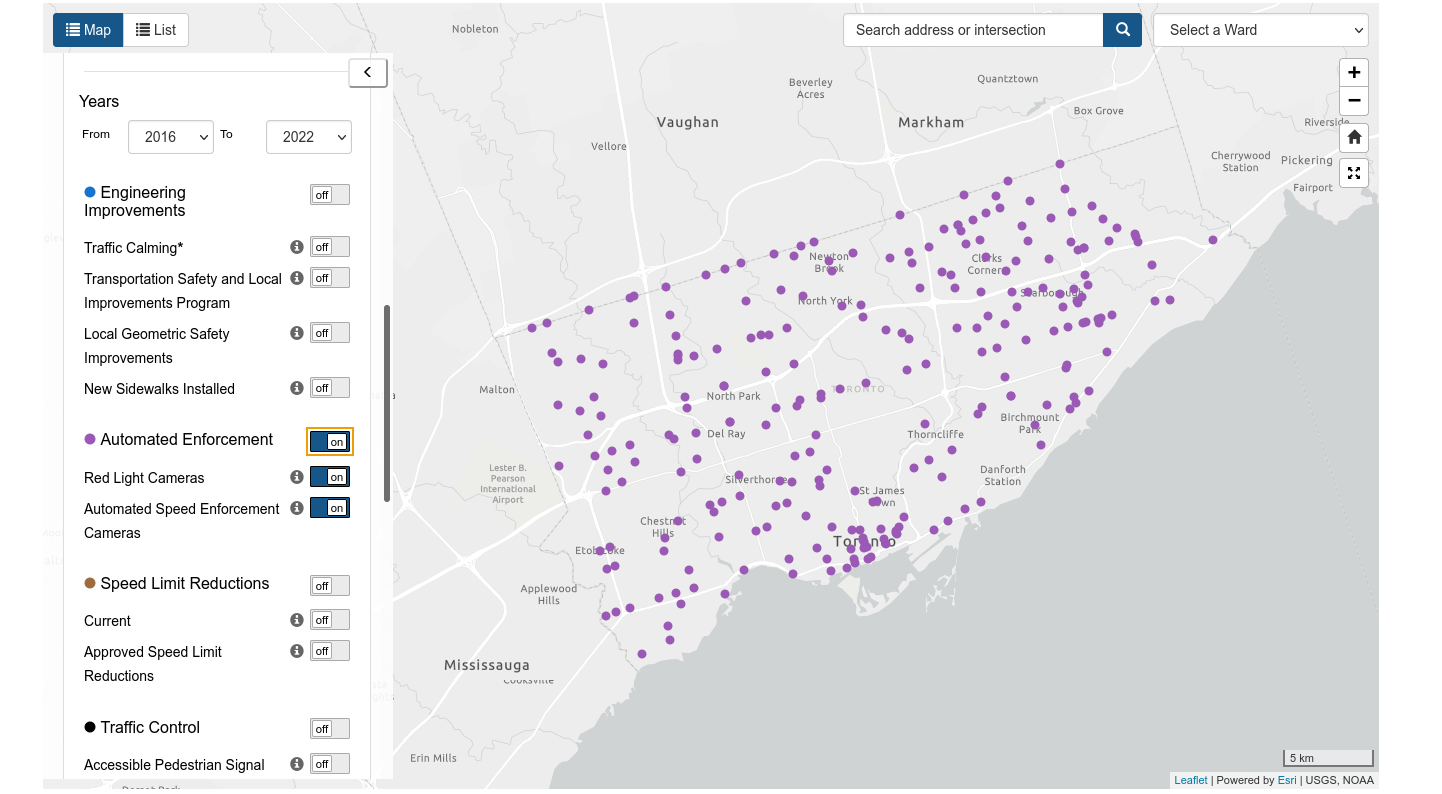 Map
List
Search address or intersection
Select a Ward
Years
From
2016
To
2022
Engineering
Improvements
off
Traffic Calming*
off
Transportation Safety and Local
Improvements Program
off
Local Geometric Safety
Improvements
off
New Sidewalks Installed
off
Automated Enforcement
on
Red Light Cameras
on
Automated Speed Enforcement
Cameras
on
Speed Limit Reductions
off
Current
off
Approved Speed Limit
Reductions
off
Traffic Control
off
Accessible Pedestrian Signal
off
Nobleton
Beverley
Acres
Quantztown
Box Grove
Vaughan
Markham
Riverside
Vellore
Cherrywood
Station
Pickering
Fairport
Newton
Brook
Clarks
Corners
North York
Scarborough
Malton
North Park
TORONTO
Birchmount
Park
Del Ray
Thorncliffe
Lester B.
Pearson
International
Airport
Silverthorne
Danforth
Station
St James
Town
Chestnut
Hills
Toronto
Etobicoke
Applewood
Hills
Mississauga
Cooksville
Erin Mills
Dorset Park
+
−
5 km
Leaflet | Powered by Esri | USGS, NOAA